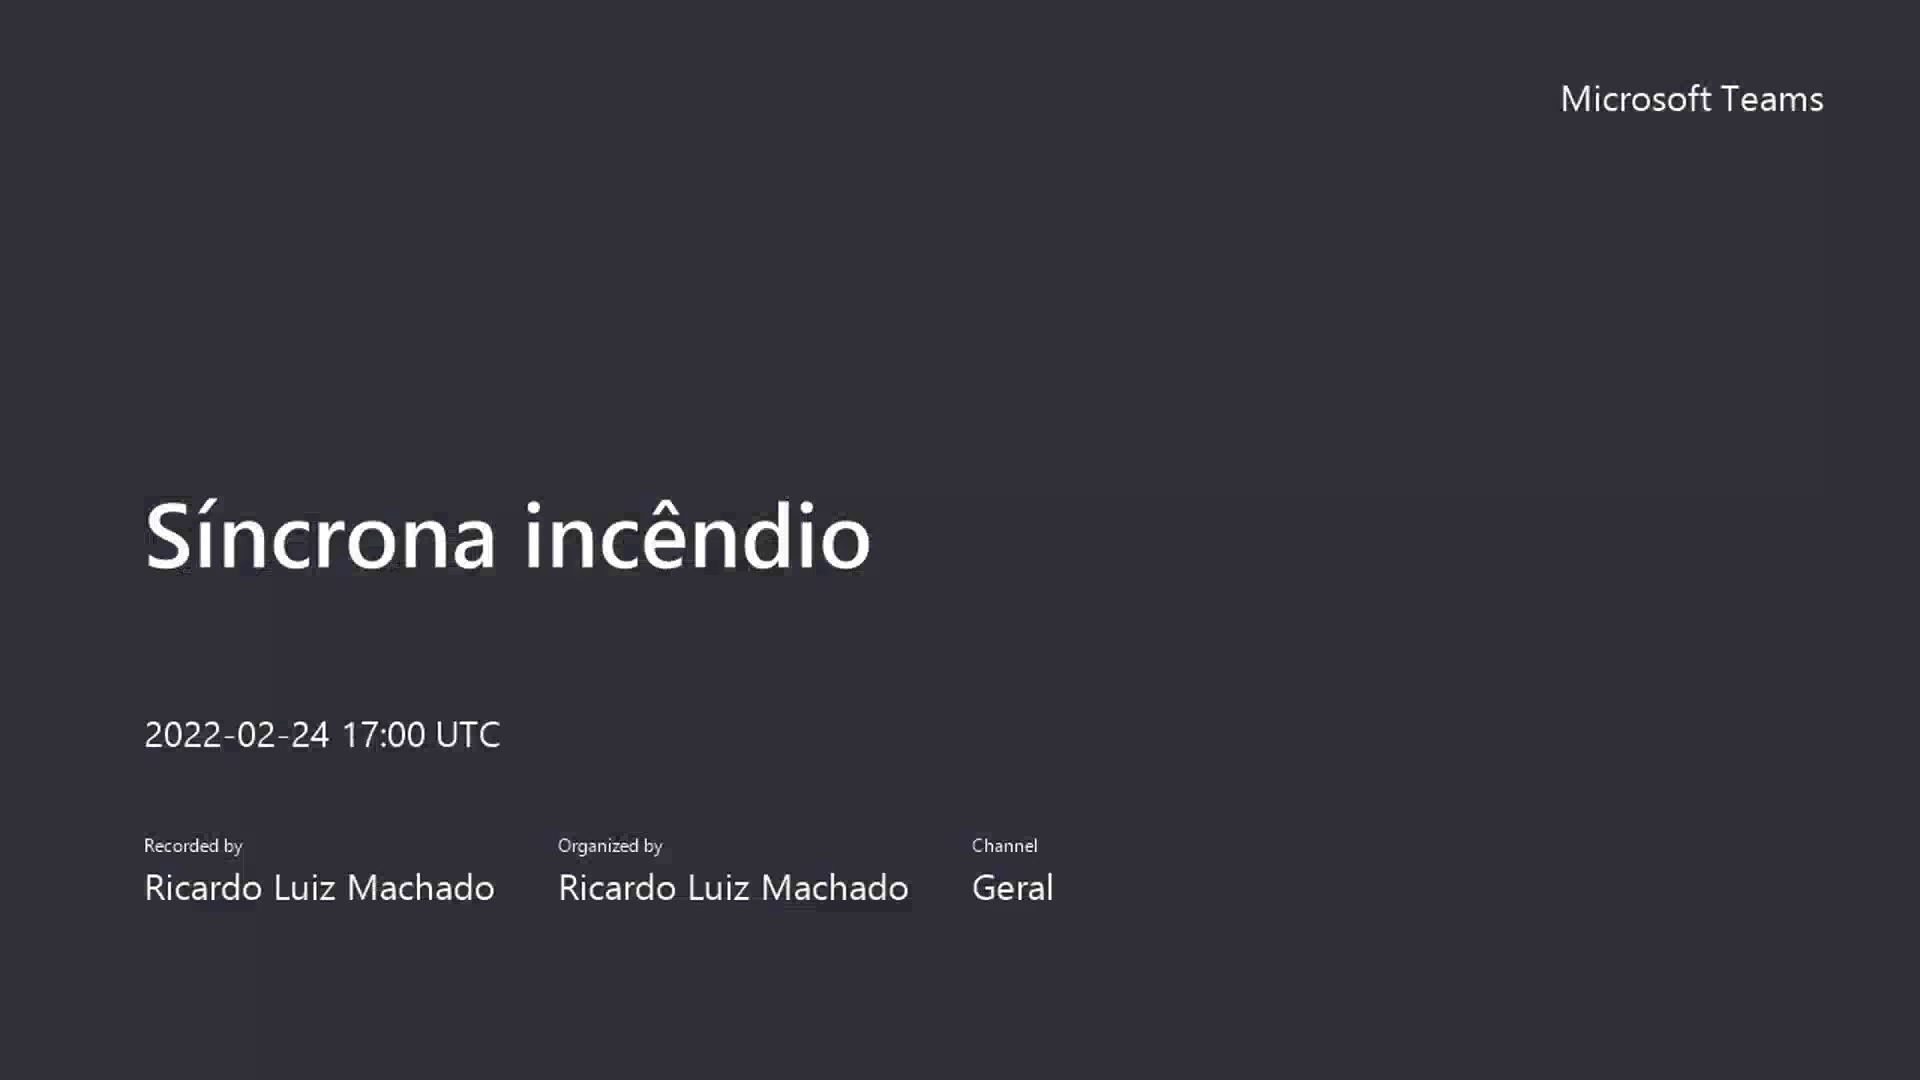 Microsoft Teams
Síncrona incêndio
2022-02-24 17:00 UTC
Recorded by
Ricardo Luiz Machado
Organized by
Ricardo Luiz Machado
Channel
Geral